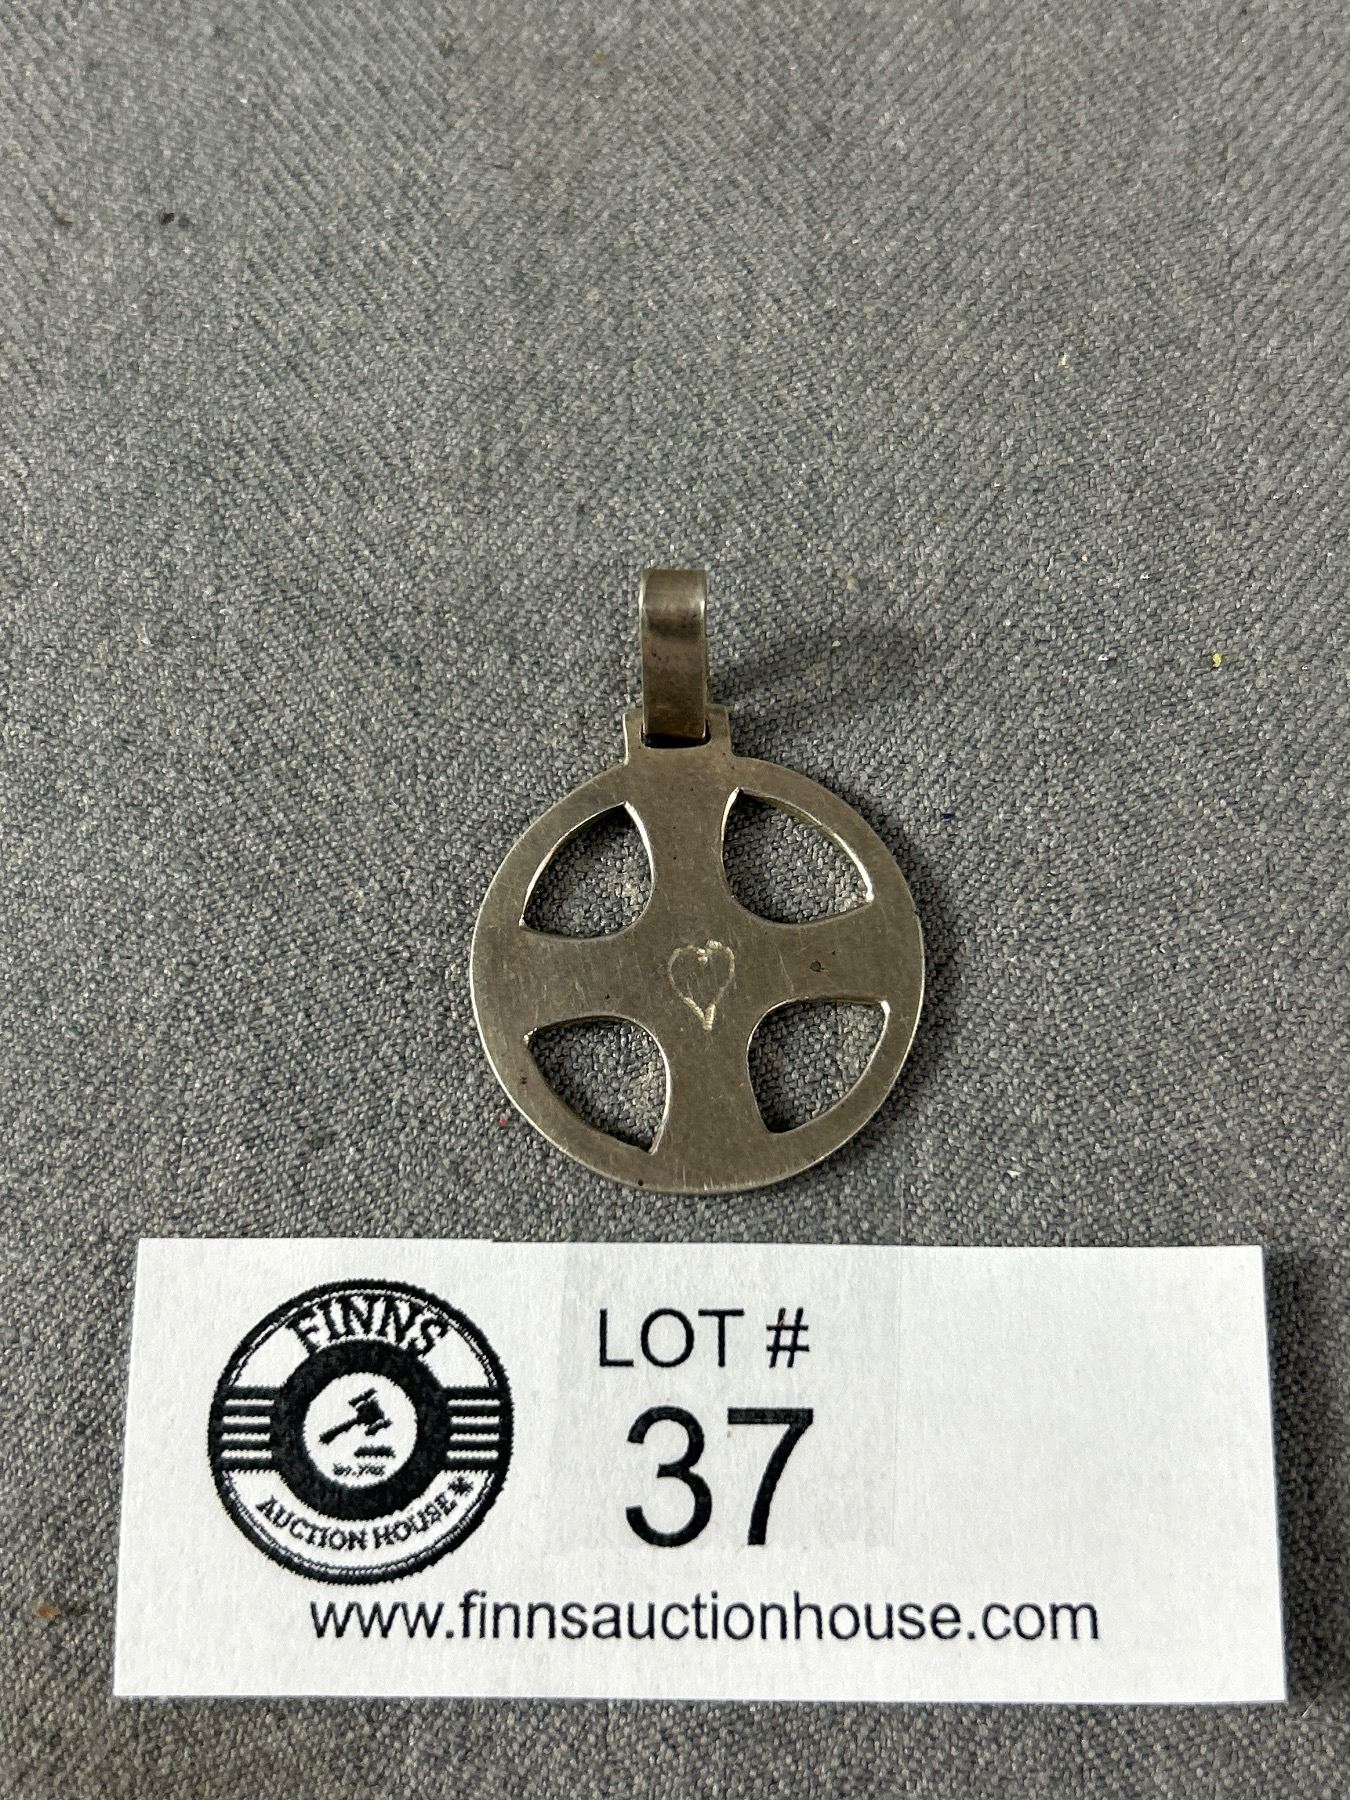 FINNS
AUCTION HOUSE
LOT #
37
www.finnsauctionhouse.com